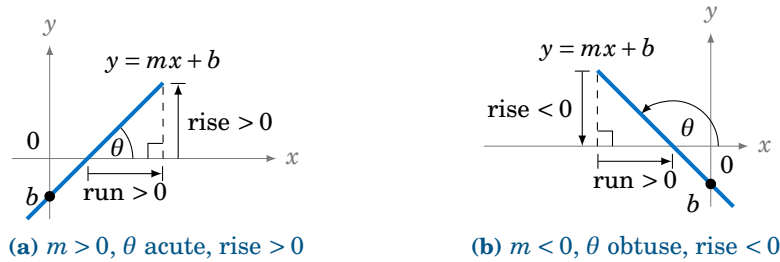 y
y = mx + b
rise > 0
0
θ
x
run > 0
b
(a) m > 0, θ acute, rise > 0
y
y = mx + b
rise < 0
θ
x
0
run > 0
b
(b) m < 0, θ obtuse, rise < 0